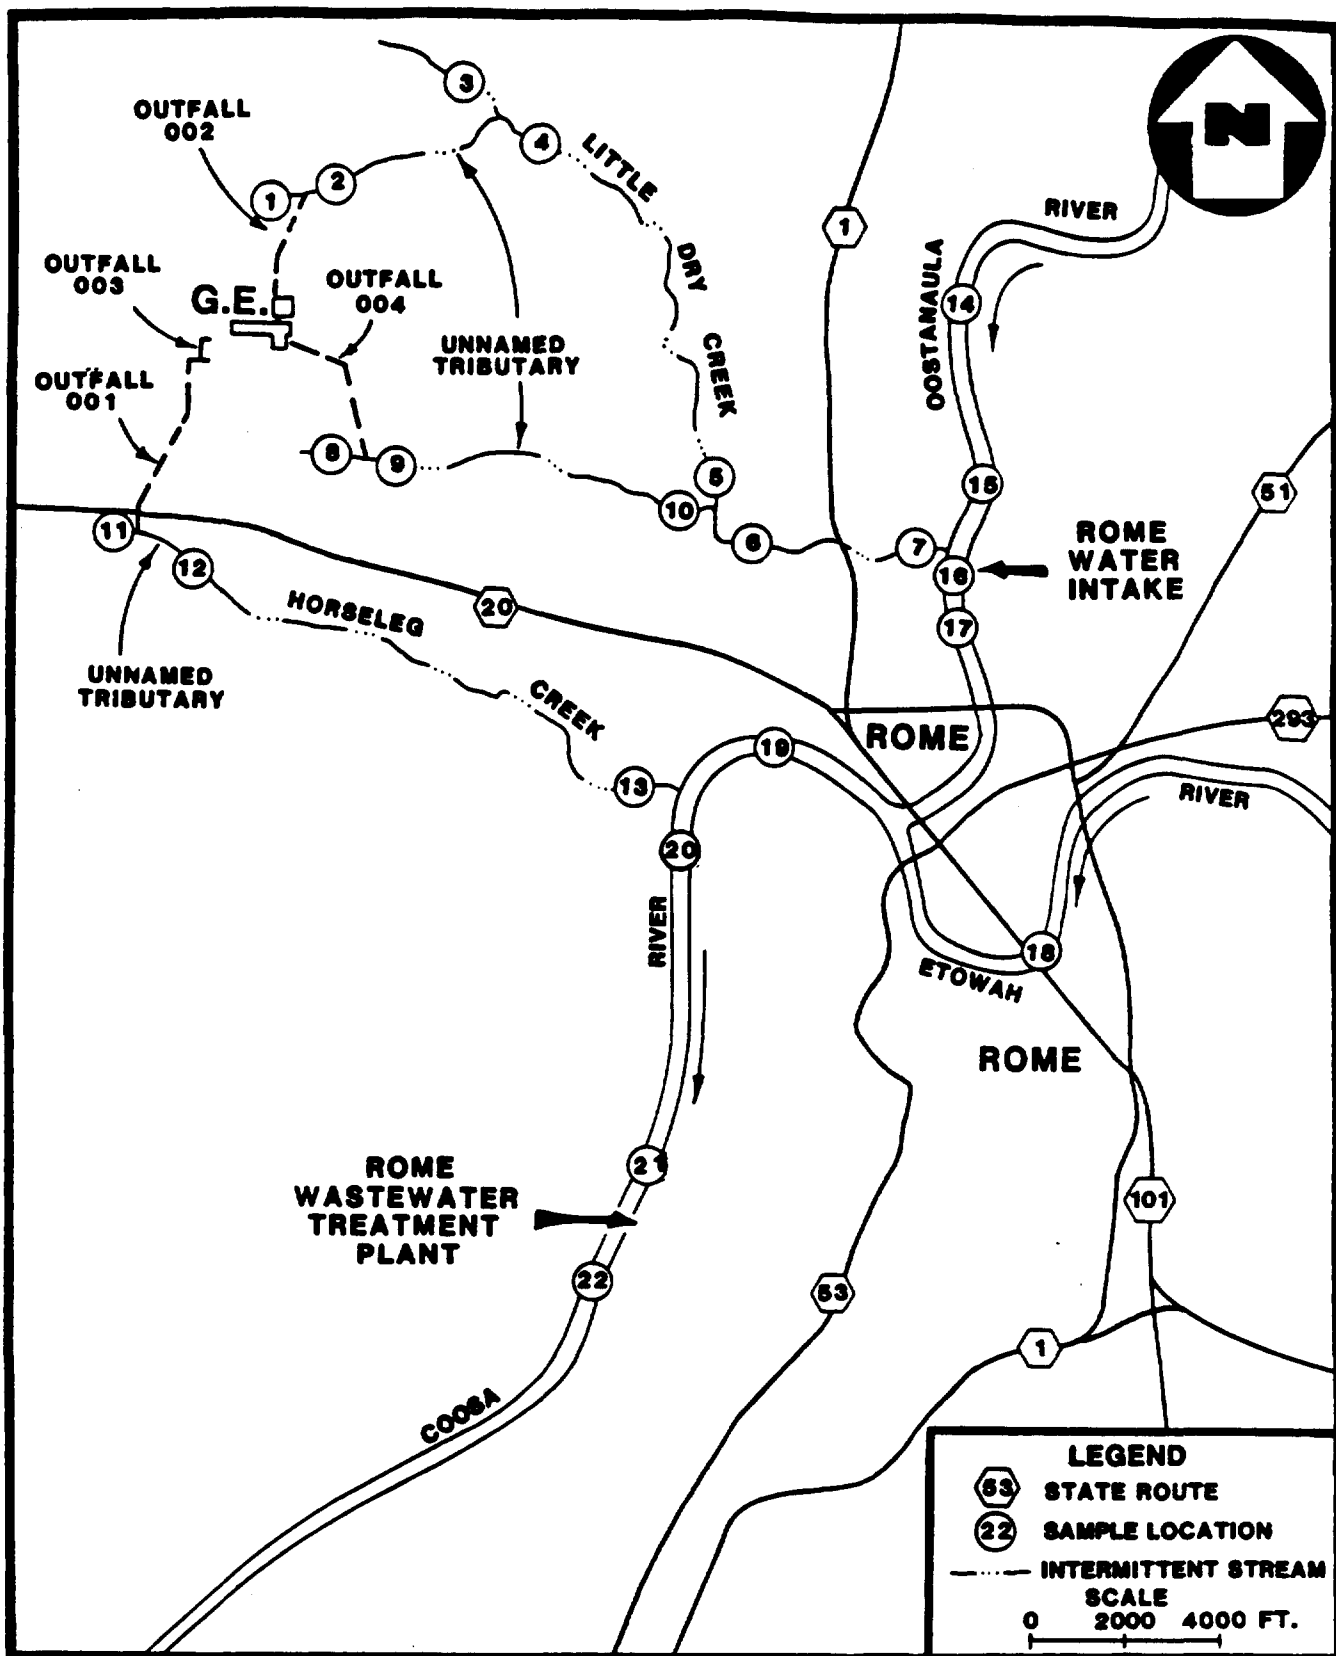 N
3
OUTFALL
002
4
LITTLE
DRY
CREEK
1
2
1
RIVER
OOSTANAULA
14
OUTFALL
003
G.E.
OUTFALL
004
UNNAMED
TRIBUTARY
OUTFALL
001
8
9
5
15
51
10
6
7
ROME
WATER
INTAKE
11
12
16
17
20
HORSELEG
CREEK
UNNAMED
TRIBUTARY
ROME
293
19
13
RIVER
20
RIVER
18
ETOWAH
ROME
21
ROME
WASTEWATER
TREATMENT
PLANT
101
22
53
1
COOSA
LEGEND
53 STATE ROUTE
22 SAMPLE LOCATION
INTERMITTENT STREAM
SCALE
0 2000 4000 FT.